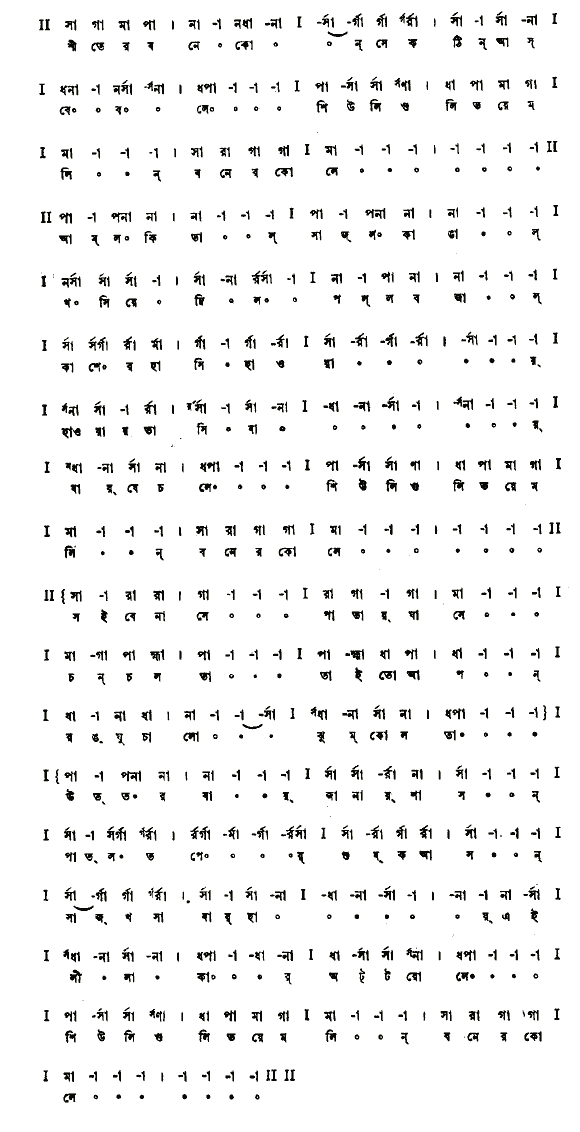 II সা গা মা পা । না -া নধা -না I -র্সা -র্গা র্গা র্গর্রা । র্সা -া র্সা -না I
শী তে র ব নে কো ০ ০ ন্ সে ক ঠি ন্ আ স্
I ধনা -া নর্সা -র্সনা । ধপা -া -া -া I পা -র্সা র্সা র্সণা । ধা পা মা গা I
বে০ ০ ব০ ০ লে০ ০ ০ ০ শি উ লি গু লি ভ য়ে ম্
I মা -া -া -া । সা রা গা গা I মা -া -া -া । -া -া -া -া II
লি ০ ০ ন্ ব নে র কো লে ০ ০ ০ ০ ০ ০ ০
II পা -া পনা না । না -া -া -া I পা -া পনা না । না -া -া -া I
আ ম্ ল০ কি ডা ০ ০ ল্ সা জ্ ল০ কা ঙা ০ ০ ল্
I নর্সা র্সা র্সা -া । র্সা -না র্রর্সা -া I না -া পা না । না -া -া -া I
খ০ সি য়ে ০ দি ল০ ০ প ল্ ল ব জা ০ ০ ল্
I র্সা র্সর্গা র্রা র্মা । র্গা -া র্গা -র্রা I র্সা -র্রা -র্গা -র্রা । -র্সা -া -া -া I
কা শে০ র হা সি ০ হা ও য়া ০ ০ ০ ০ ০ ০ য়্
I র্সনা র্সা -া র্রা । র্রর্সা -া র্সা -না I -ধা -না -র্সা -া । -র্সনা -া -া -া I
হাও য়া য় ভা সি ০ যা ০ ০ ০ ০ ০ ০ ০ ০ য়্
I নধা -না র্সা না । ধপা -া -া -া I পা -র্সা র্সা ণা । ধা পা মা গা I
যা য়্ যে চ লে০ ০ ০ ০ শি উ লি গু লি ভ য়ে ম
I মা -া -া -া । সা রা গা গা I মা -া -া -া । -া -া -া -া II
লি ০ ০ ন্ ব নে র কো লে ০ ০ ০ ০ ০ ০ ০
II { সা -া রা রা । গা -া -া -া I রা গা -া গা । মা -া -া -া I
স ই বে না সে ০ ০ ০ পা তা য়্ ঘা সে ০ ০ ০
I মা -গা পা হ্মা । পা -া -া -া I পা -হ্মা ধা পা । ধা -া -া -া I
চ ন্ চ ল তা ০ ০ ০ তা ই তো আ প ০ ০ ন্
I ধা -া না ধা । না -া -া -র্সা I র্সধা -না র্সা না । ধপা -া -া -া } I
র ঙ্ ঘু চা লো ০ ০ ০ ঝু ম্ কো ল তা০ ০ ০ ০
I { পা -া পনা না । না -া -া -া I র্সা র্সা -র্রা না । র্সা -া -া -া I
উ ত্ ত০ র বা ০ ০ য়্ জা না য়্ শা স ০ ০ ন্
I র্সা -া র্সর্গা র্গর্রা । র্রর্গা -র্মা -র্গা -র্রর্সা I র্সা -র্রা র্গা র্রা । র্সা -া -া -া I
পা ত্ ল০ ত পে০ ০ ০ ০য়্ শু ষ্ ক আ স ০ ০ ন্
I র্সা -র্গা র্গা র্গর্রা । র্সা -া র্সা -না I -ধা -না -র্সা -া । -না -া না -র্সা I
সা জ্ খ সা বা র্ হা ০ ০ ০ ০ ০ ০ য়্ এ ই
I র্সধা -না র্সা -না । ধপা -া -ধা -না I ধা -র্সা র্সা র্সনা । ধপা -া -া -া I
লী ০ লা ০ কা০ ০ ০ র্ অ ট্ ট রো লে০ ০ ০ ০
I পা -র্সা র্সা র্সণা । ধা পা মা গা I মা -া -া -া । সা রা গা গা I
শি উ লি গু লি ভ য়ে ম লি ০ ০ ন্ ব নে র কো
I মা -া -া -া । -া -া -া -া II II
লে ০ ০ ০ ০ ০ ০ ০